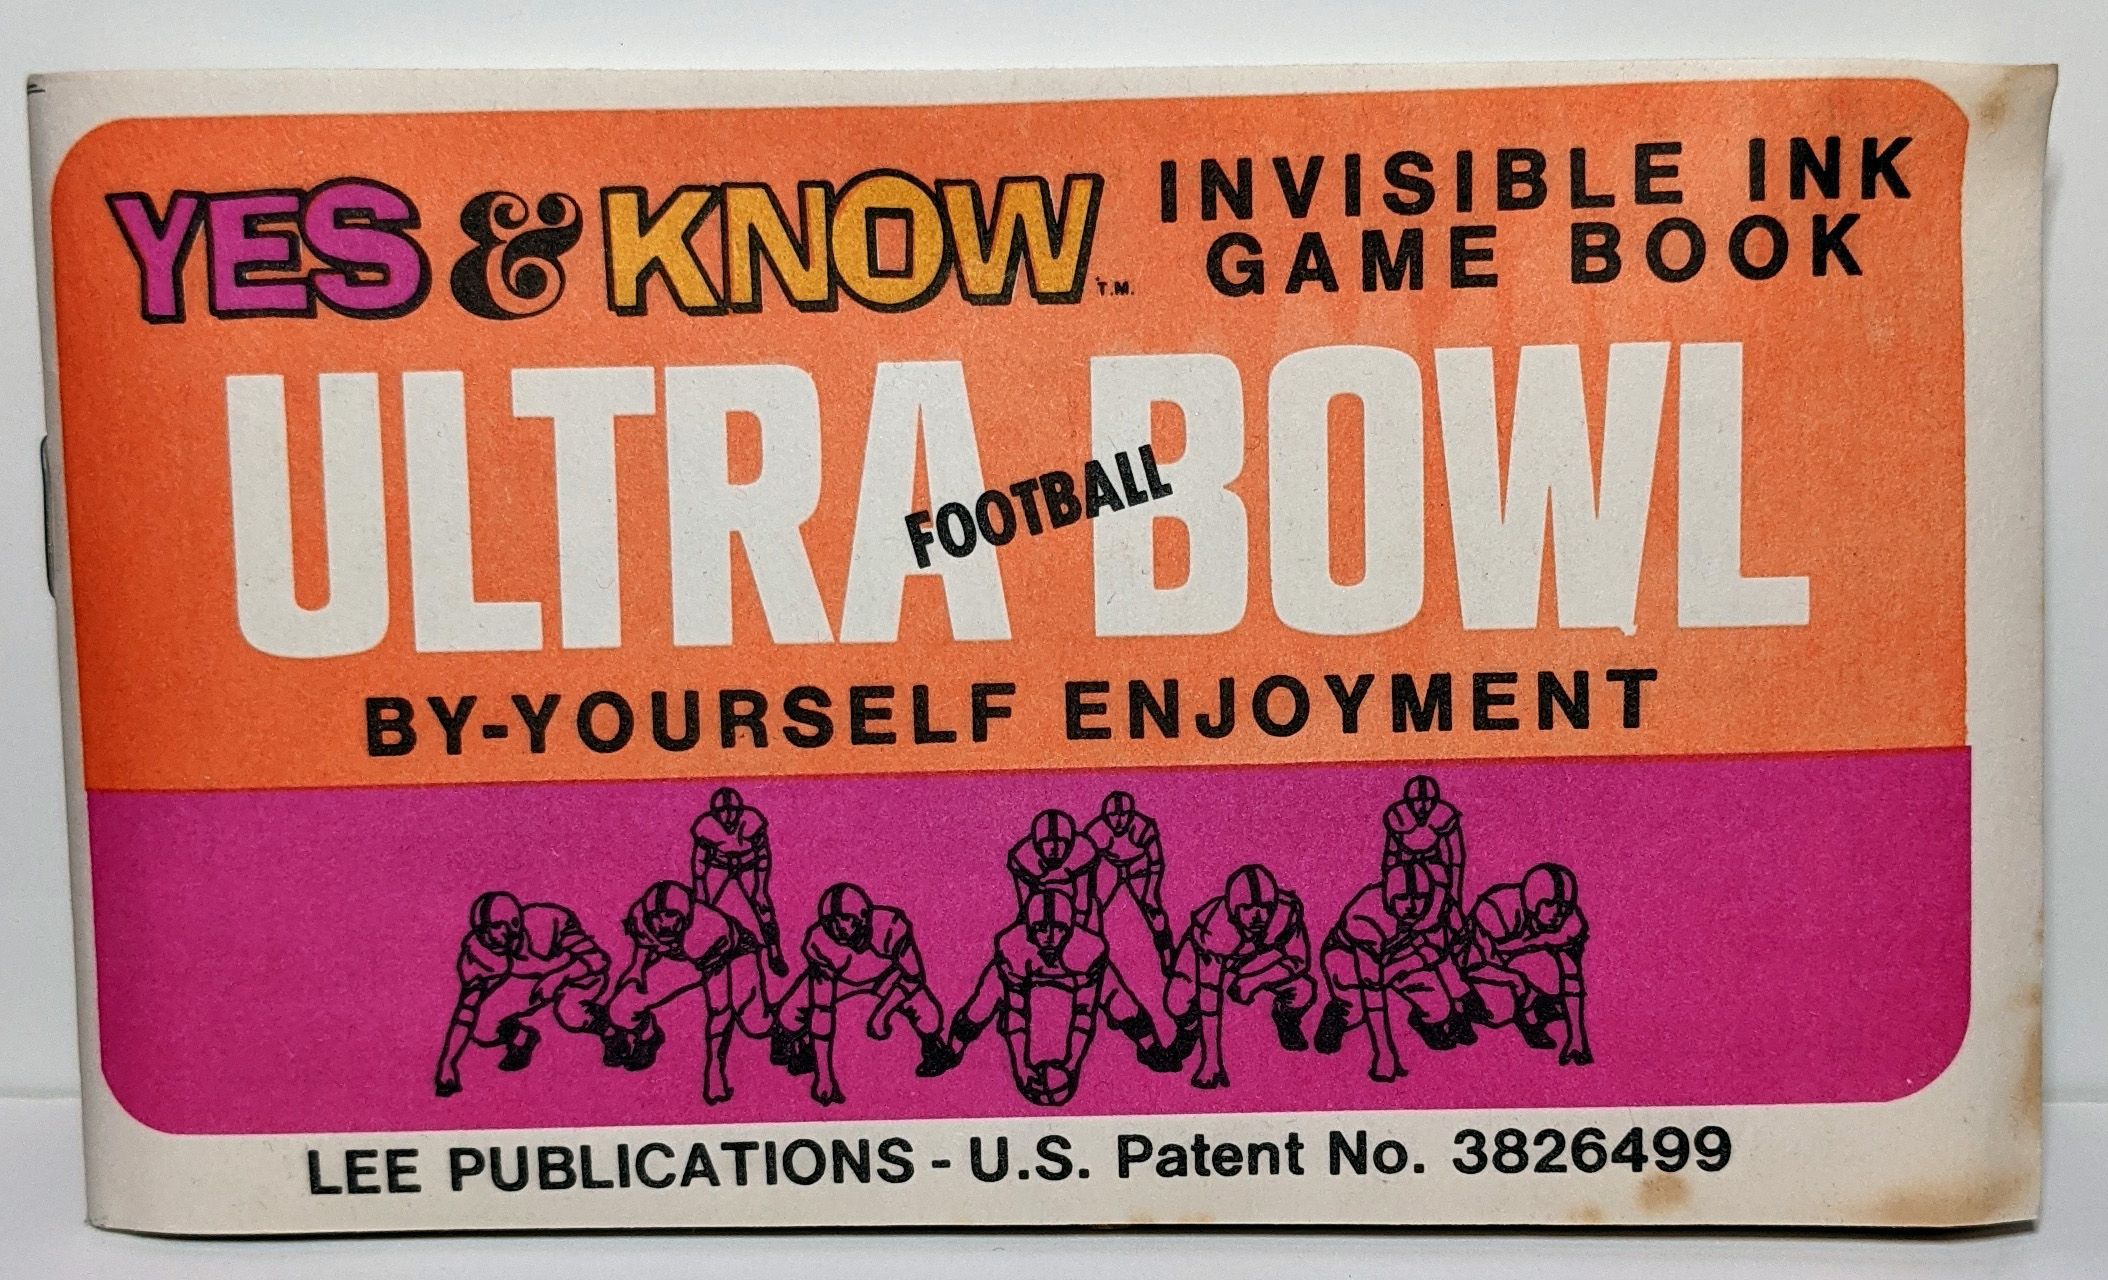 YES & KNOW T.M. INVISIBLE INK
GAME BOOK
ULTRA BOWL
FOOTBALL
BY-YOURSELF ENJOYMENT
LEE PUBLICATIONS - U.S. Patent No. 3826499